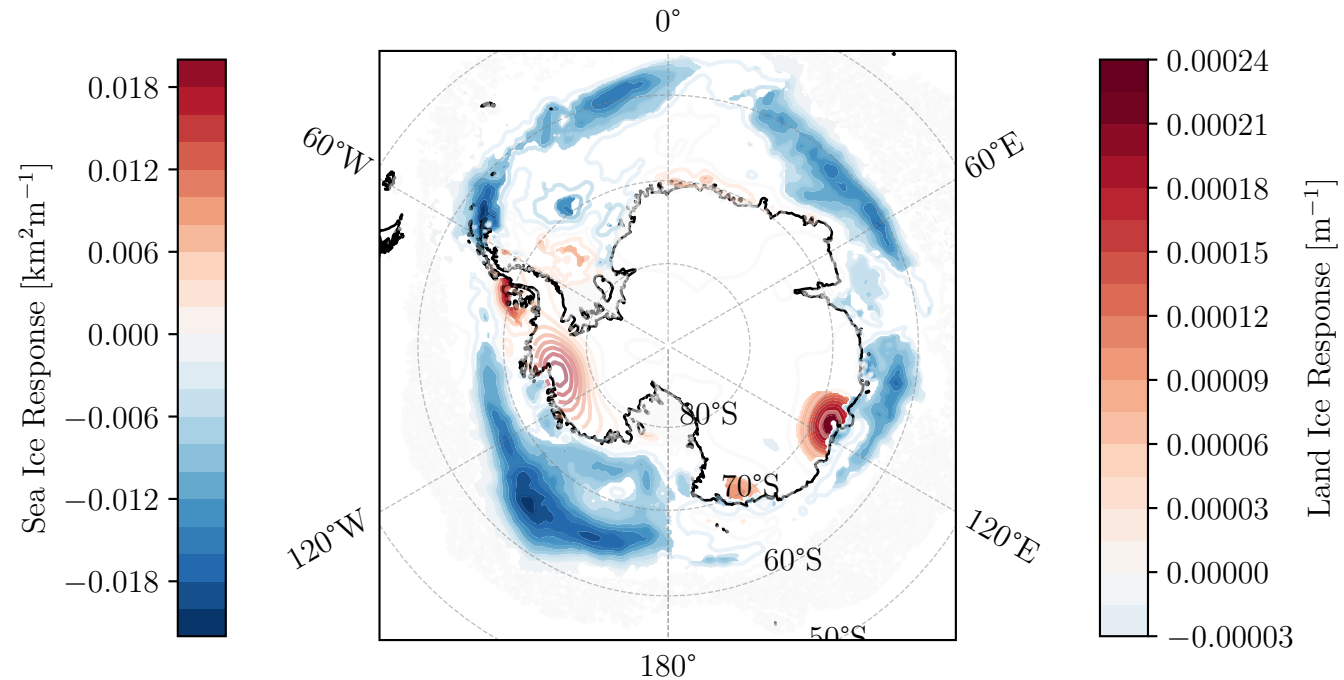 0°
60°W
60°E
120°W
120°E
180°
80°S
70°S
60°S
50°S
Sea Ice Response [km²m⁻¹]
0.018
0.012
0.006
0.000
−0.006
−0.012
−0.018
Land Ice Response [m⁻¹]
0.00024
0.00021
0.00018
0.00015
0.00012
0.00009
0.00006
0.00003
0.00000
−0.00003